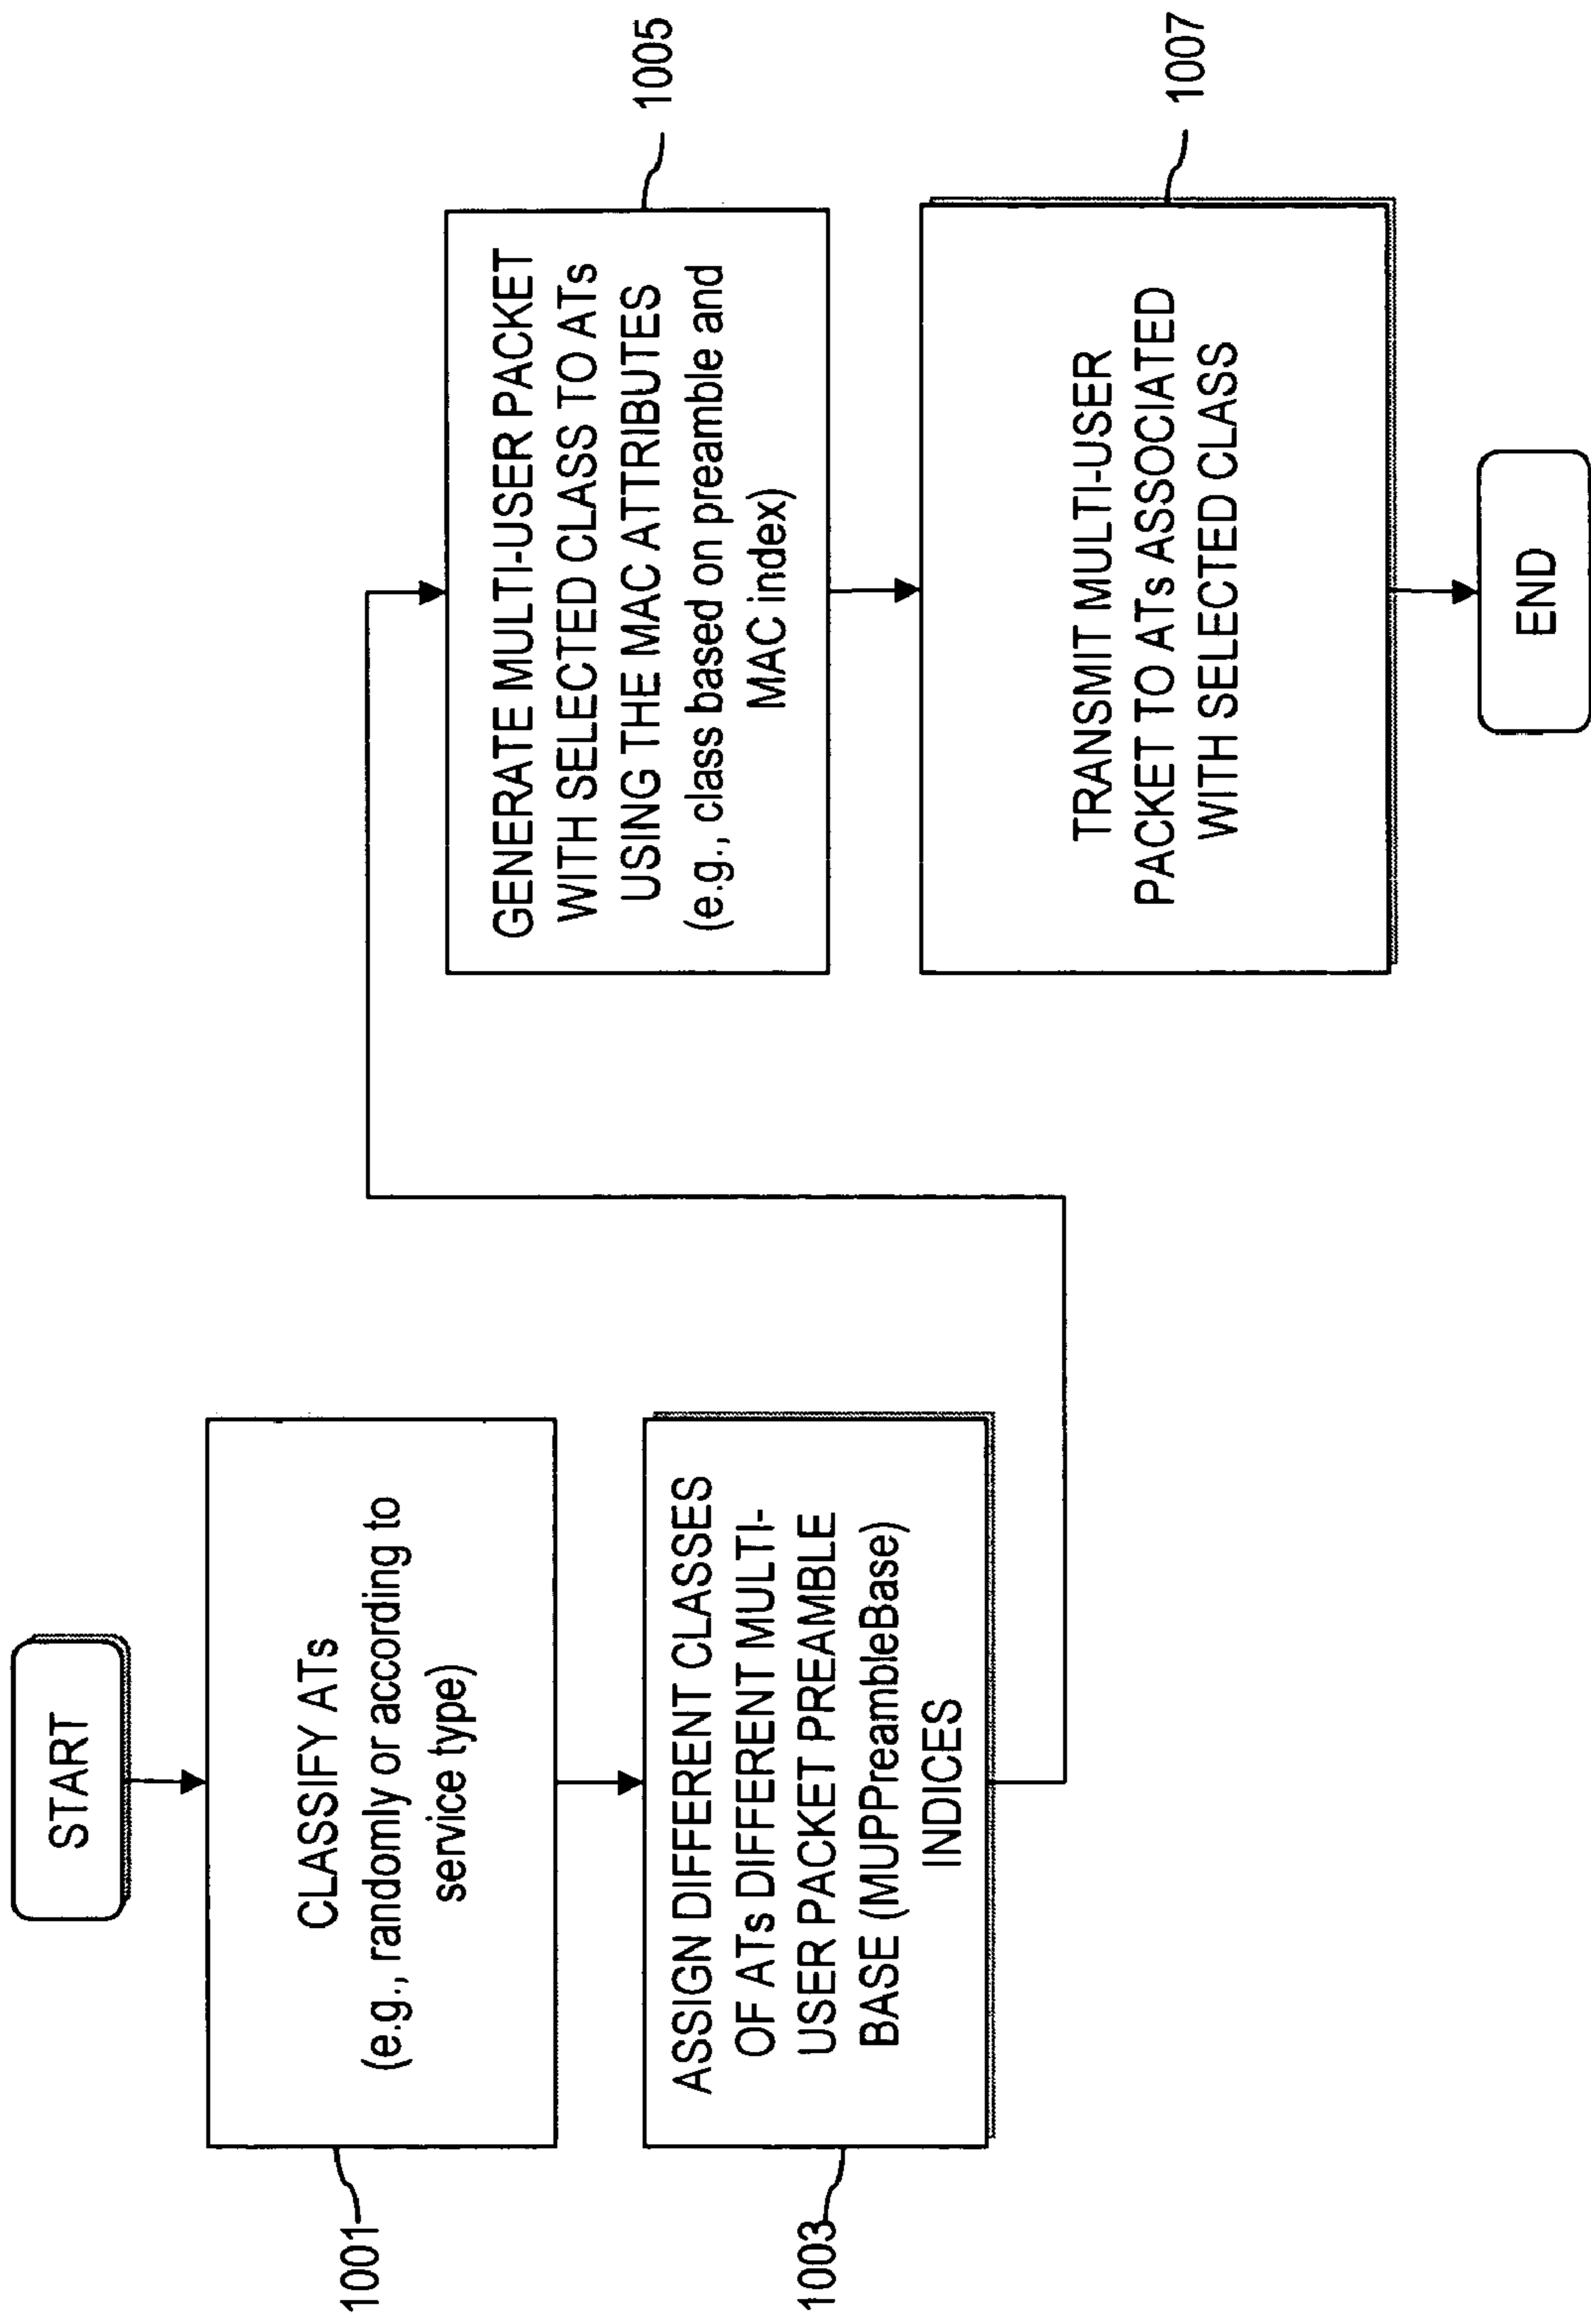 START
CLASSIFY ATs
(e.g., randomly or according to
service type)
1001
ASSIGN DIFFERENT CLASSES
OF ATs DIFFERENT MULTI-
USER PACKET PREAMBLE
BASE (MUPPreambleBase)
INDICES
1003
GENERATE MULTI-USER PACKET
WITH SELECTED CLASS TO ATs
USING THE MAC ATTRIBUTES
(e.g., class based on preamble and
MAC index)
1005
TRANSMIT MULTI-USER
PACKET TO ATs ASSOCIATED
WITH SELECTED CLASS
1007
END